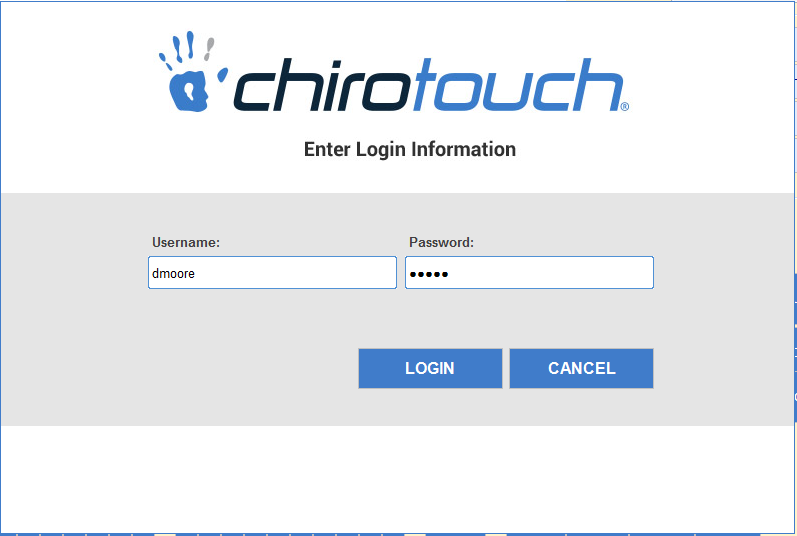 chirotouch®
Enter Login Information
Username: Password:
dmoore •••••
LOGIN CANCEL